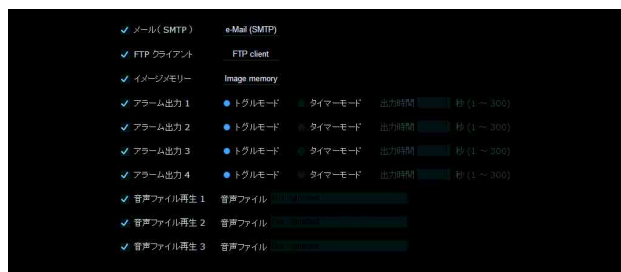 メール( SMTP ) e-Mail (SMTP)
FTP クライアント FTP client
イメージメモリー Image memory
アラーム出力 1 トグルモード タイマーモード 出力時間 秒 (1 ～ 300)
アラーム出力 2 トグルモード タイマーモード 出力時間 秒 (1 ～ 300)
アラーム出力 3 トグルモード タイマーモード 出力時間 秒 (1 ～ 300)
アラーム出力 4 トグルモード タイマーモード 出力時間 秒 (1 ～ 300)
音声ファイル再生 1 音声ファイル
音声ファイル再生 2 音声ファイル
音声ファイル再生 3 音声ファイル